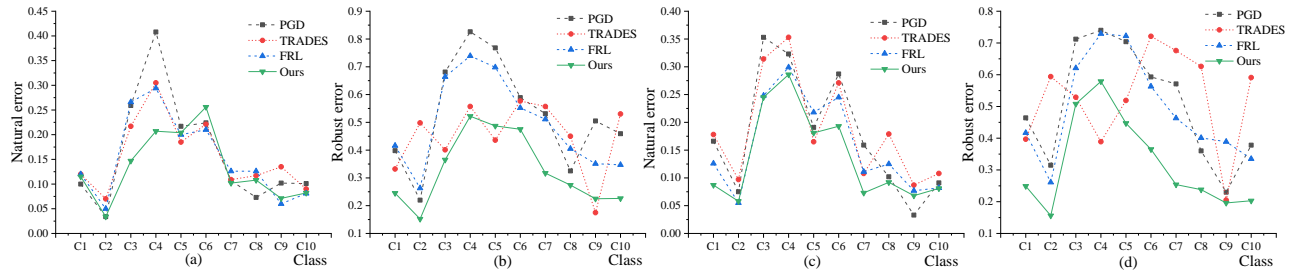 Natural error
0.45
0.40
0.35
0.30
0.25
0.20
0.15
0.10
0.05
0.00
PGD
TRADES
FRL
Ours
C1 C2 C3 C4 C5 C6 C7 C8 C9 C10
(a)
Class
Robust error
0.9
0.8
0.7
0.6
0.5
0.4
0.3
0.2
0.1
PGD
TRADES
FRL
Ours
C1 C2 C3 C4 C5 C6 C7 C8 C9 C10
(b)
Class
Natural error
0.40
0.35
0.30
0.25
0.20
0.15
0.10
0.05
0.00
PGD
TRADES
FRL
Ours
C1 C2 C3 C4 C5 C6 C7 C8 C9 C10
(c)
Class
Robust error
0.8
0.7
0.6
0.5
0.4
0.3
0.2
0.1
PGD
TRADES
FRL
Ours
C1 C2 C3 C4 C5 C6 C7 C8 C9 C10
(d)
Class